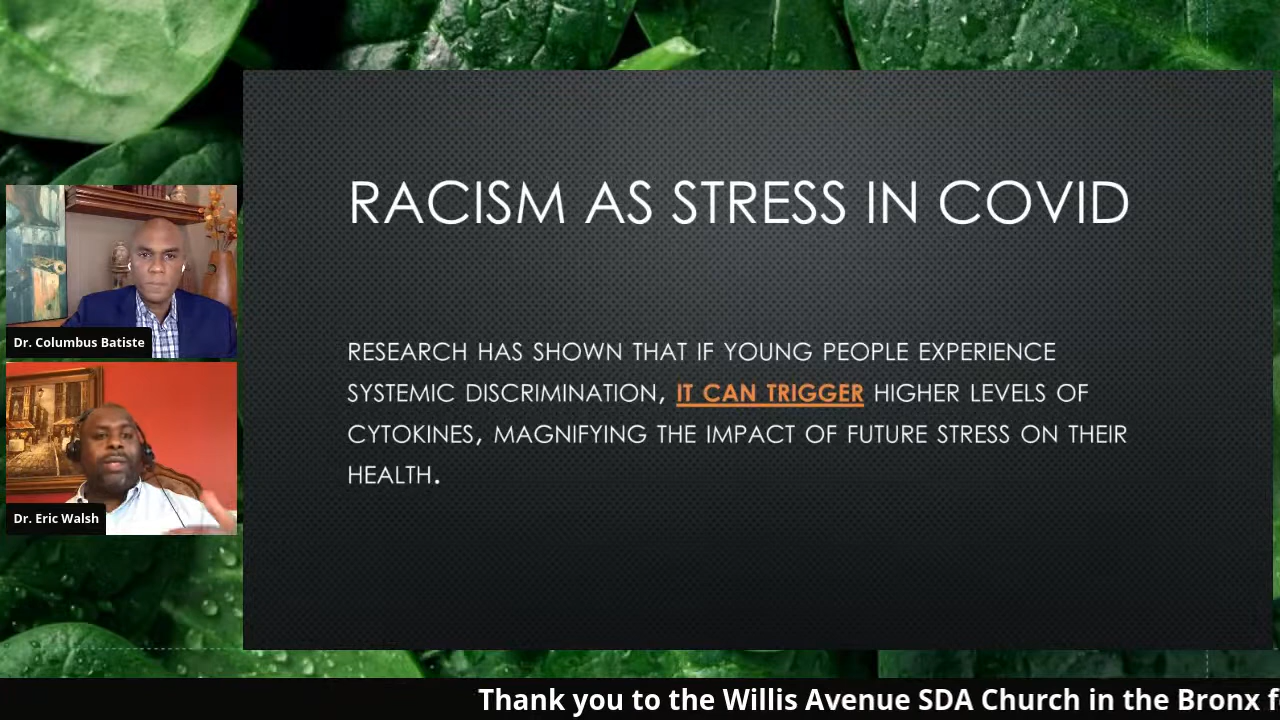 RACISM AS STRESS IN COVID
RESEARCH HAS SHOWN THAT IF YOUNG PEOPLE EXPERIENCE
SYSTEMIC DISCRIMINATION, IT CAN TRIGGER HIGHER LEVELS OF
CYTOKINES, MAGNIFYING THE IMPACT OF FUTURE STRESS ON THEIR
HEALTH.
Dr. Columbus Batiste
Dr. Eric Walsh
Thank you to the Willis Avenue SDA Church in the Bronx f